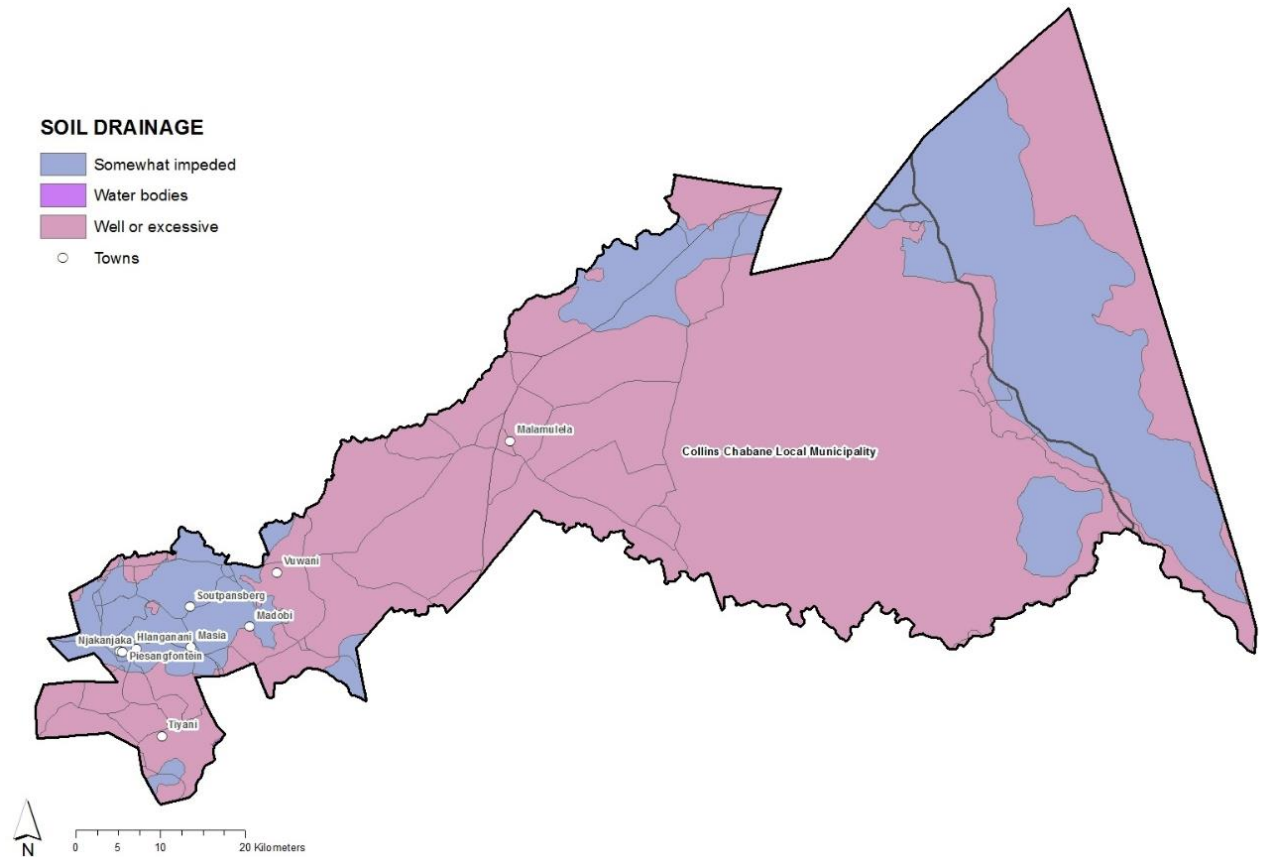 SOIL DRAINAGE
Somewhat impeded
Water bodies
Well or excessive
Towns
Malamulela
Collins Chabane Local Municipality
Vuwani
Soutpansberg
Madobi
Njakanjaka
Hlanganani
Masia
Piesangfontein
Tiyani
N
0 5 10 20 Kilometers